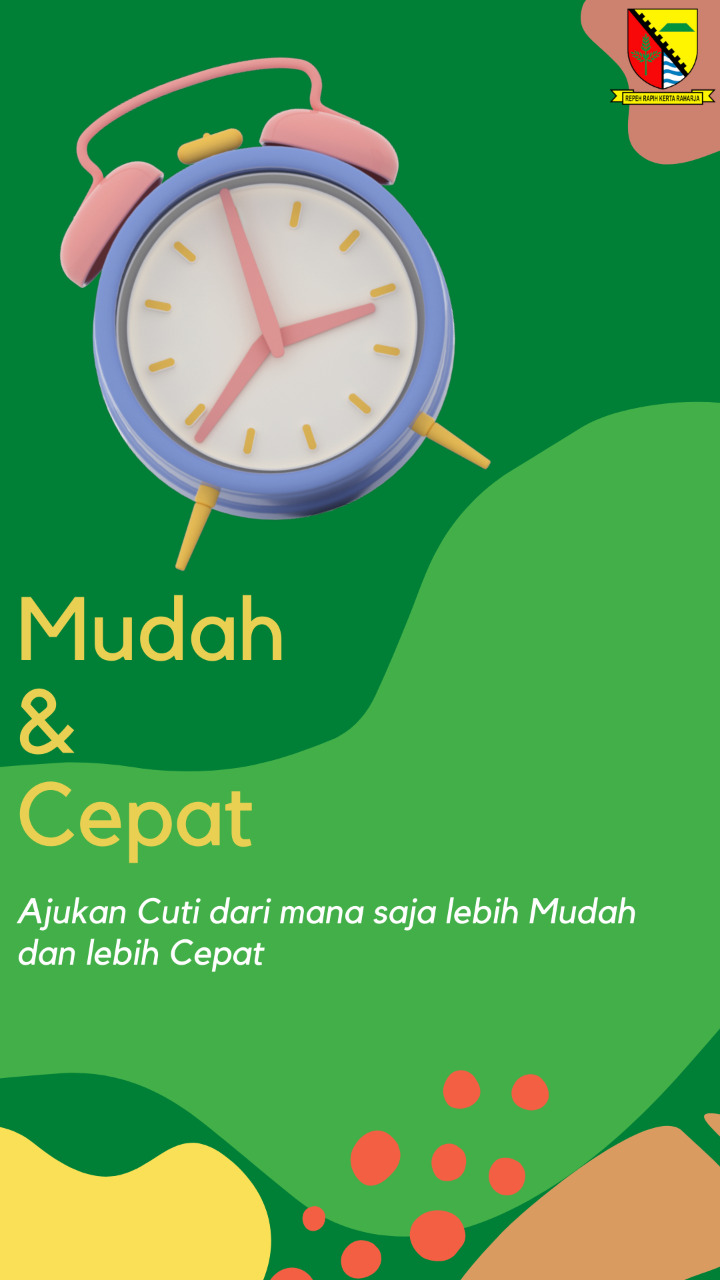 REPEH RAPIH KERTA RAHARJA
Mudah
&
Cepat
Ajukan Cuti dari mana saja lebih Mudah
dan lebih Cepat